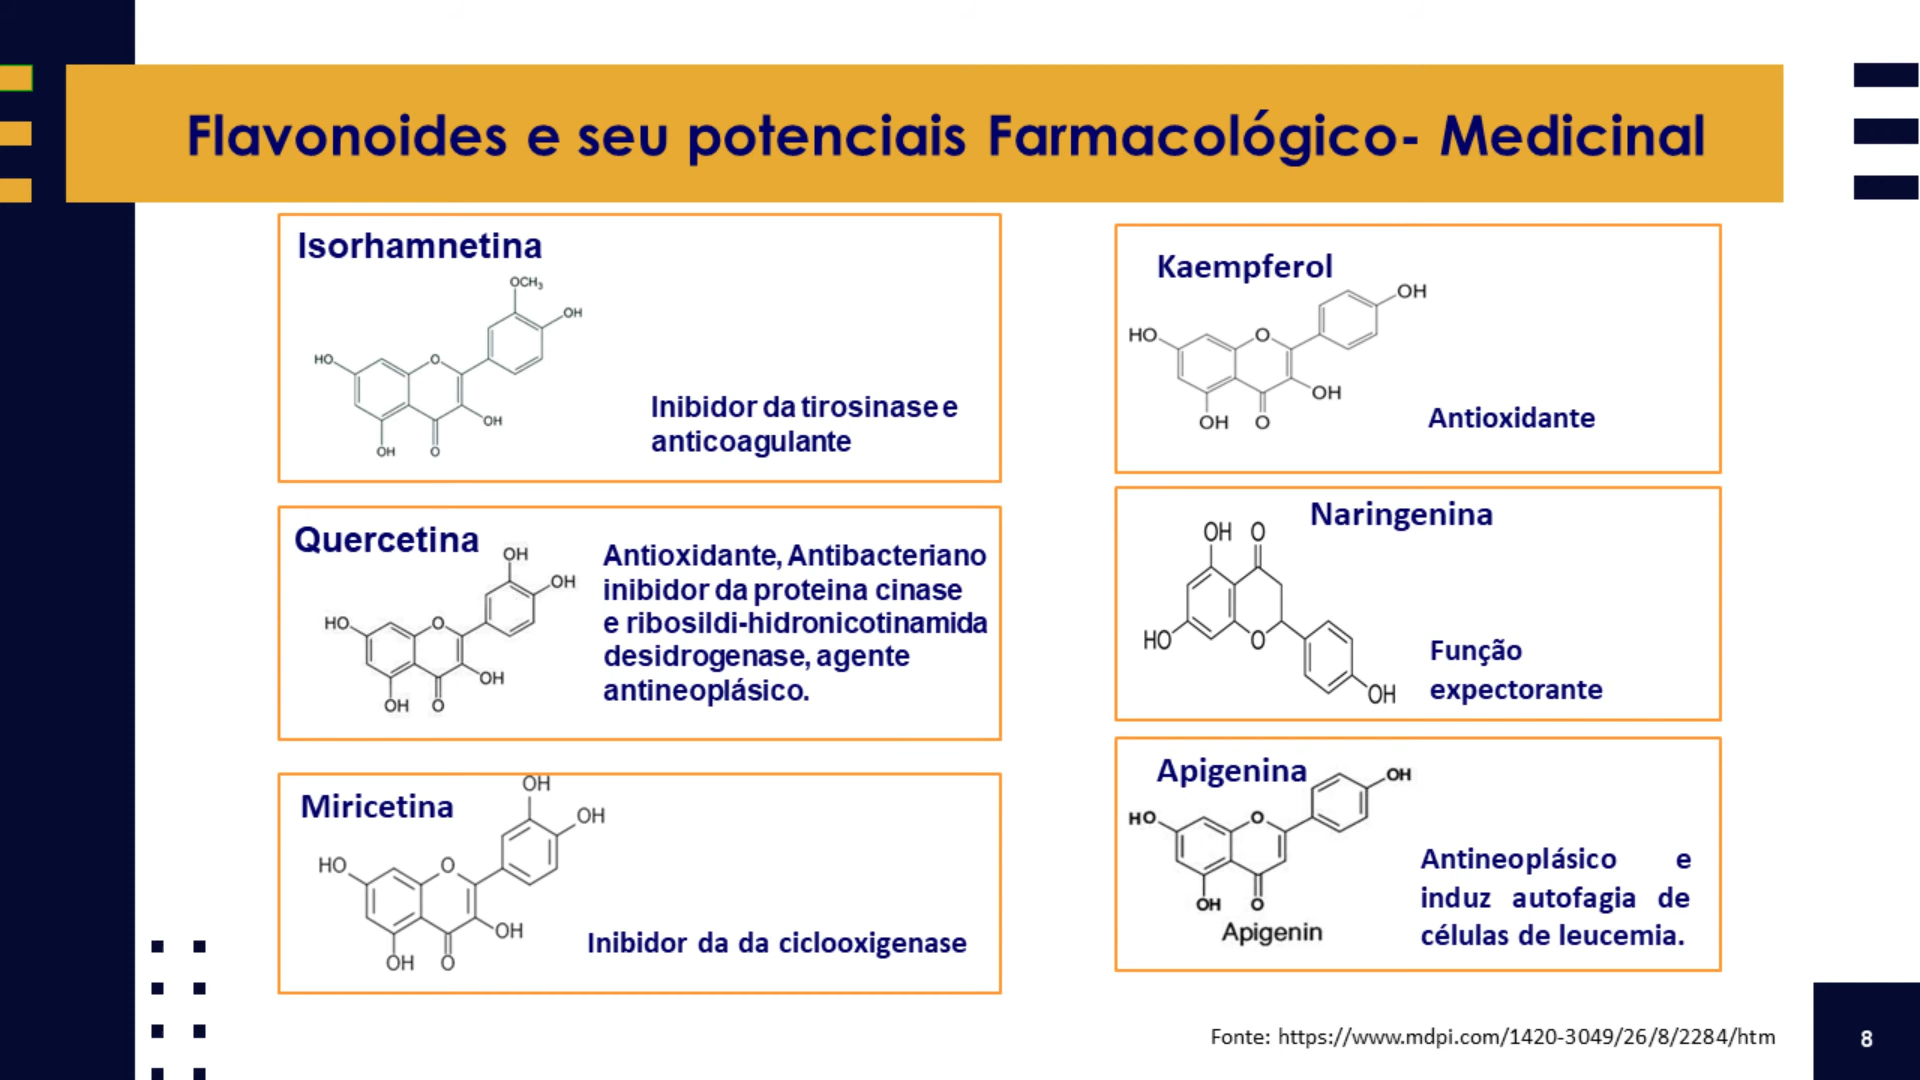 Flavonoides e seu potenciais Farmacológico- Medicinal
Isorhamnetina
OCH₃
OH
HO
O
OH
OH
O
Inibidor da tirosinase e
anticoagulante
Quercetina
OH
OH
HO
O
OH
OH
O
Antioxidante, Antibacteriano
inibidor da proteina cinase
e ribosildi-hidronicotinamida
desidrogenase, agente
antineoplásico.
Miricetina
OH
OH
HO
O
OH
OH
O
Inibidor da da ciclooxigenase
Kaempferol
OH
HO
O
OH
OH
O
Antioxidante
Naringenina
OH
O
HO
O
OH
Função
expectorante
Apigenina
OH
HO
O
OH
O
Apigenin
Antineoplásico e
induz autofagia de
células de leucemia.
Fonte: https://www.mdpi.com/1420-3049/26/8/2284/htm
8